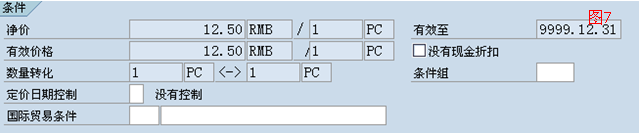 条件
图7
净价 12.50 RMB / 1 PC 有效至 9999.12.31
有效价格 12.50 RMB /1 PC 没有现金折扣
数量转化 1 PC <-> 1 PC 条件组
定价日期控制 没有控制
国际贸易条件